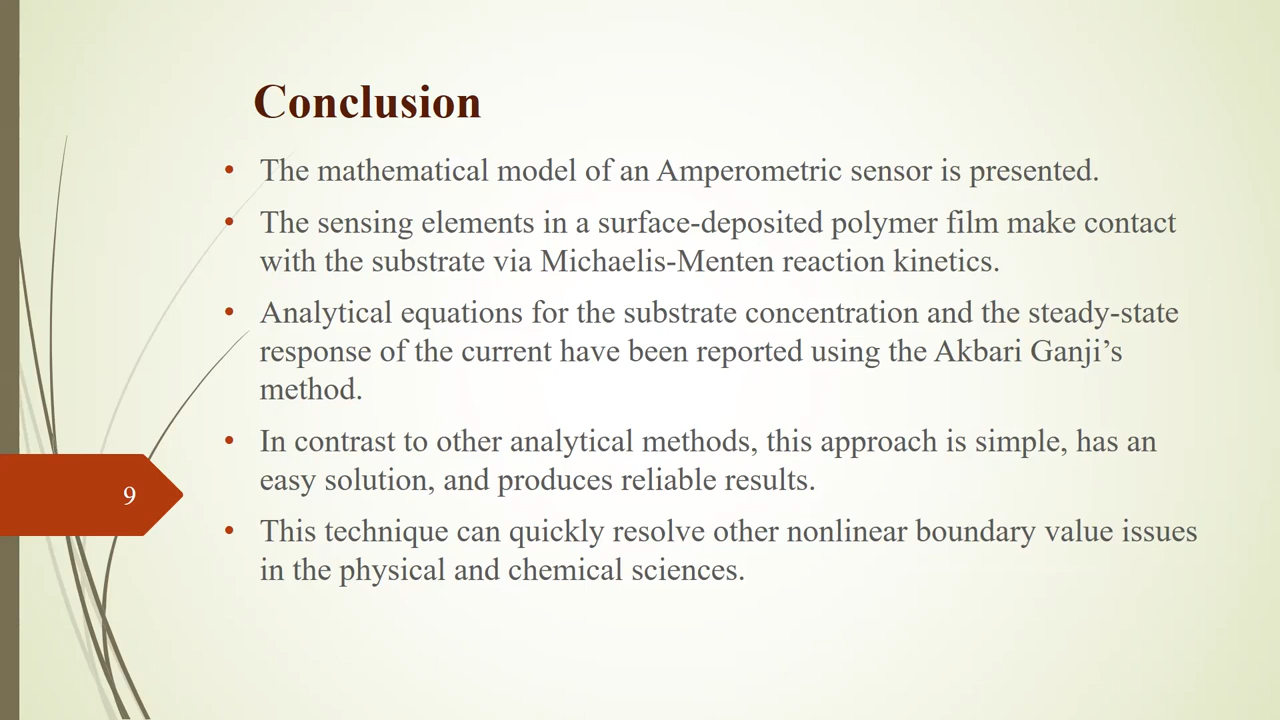 Conclusion
• The mathematical model of an Amperometric sensor is presented.
• The sensing elements in a surface-deposited polymer film make contact
with the substrate via Michaelis-Menten reaction kinetics.
• Analytical equations for the substrate concentration and the steady-state
response of the current have been reported using the Akbari Ganji’s
method.
• In contrast to other analytical methods, this approach is simple, has an
easy solution, and produces reliable results.
9
• This technique can quickly resolve other nonlinear boundary value issues
in the physical and chemical sciences.